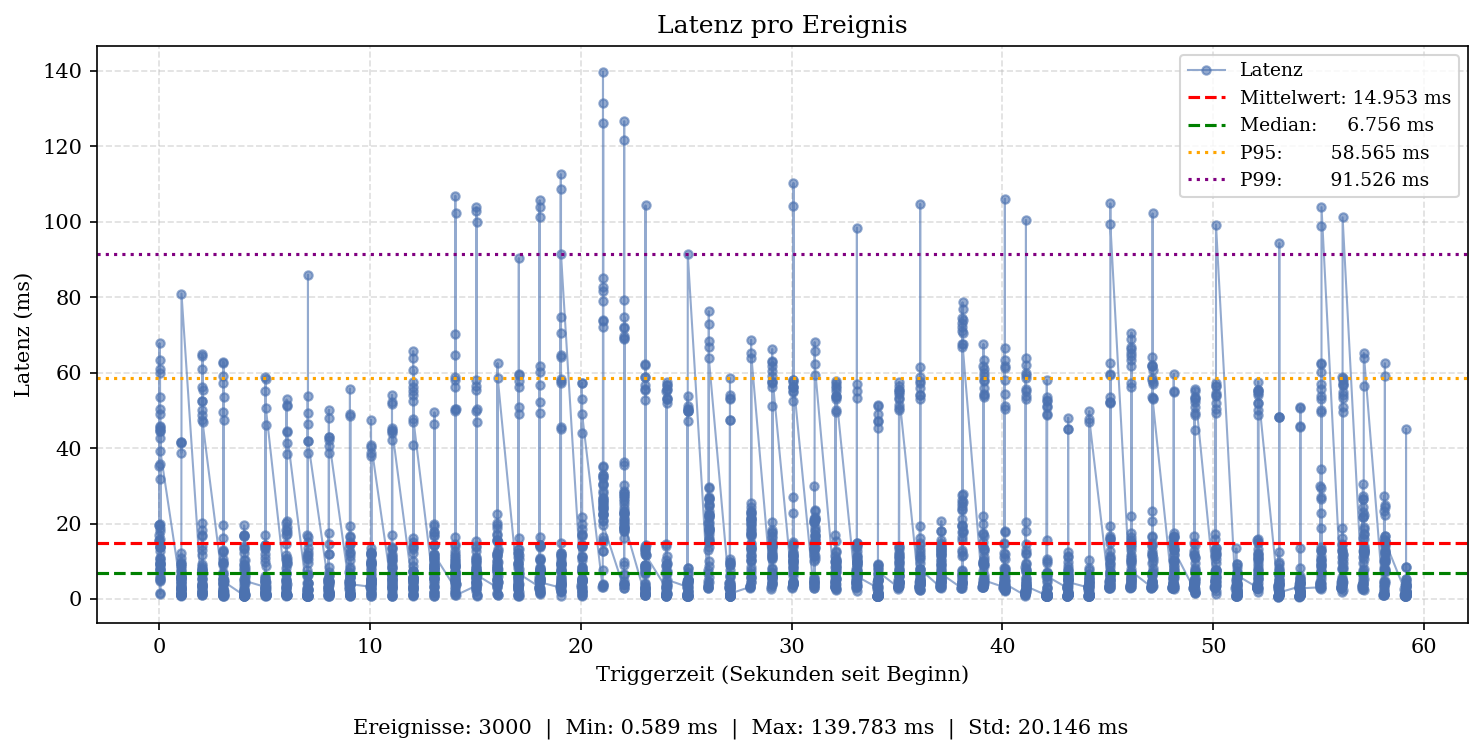 Latenz pro Ereignis
Latenz (ms)
140
120
100
80
60
40
20
0
Latenz
Mittelwert: 14.953 ms
Median: 6.756 ms
P95: 58.565 ms
P99: 91.526 ms
0 10 20 30 40 50 60
Triggerzeit (Sekunden seit Beginn)
Ereignisse: 3000 | Min: 0.589 ms | Max: 139.783 ms | Std: 20.146 ms